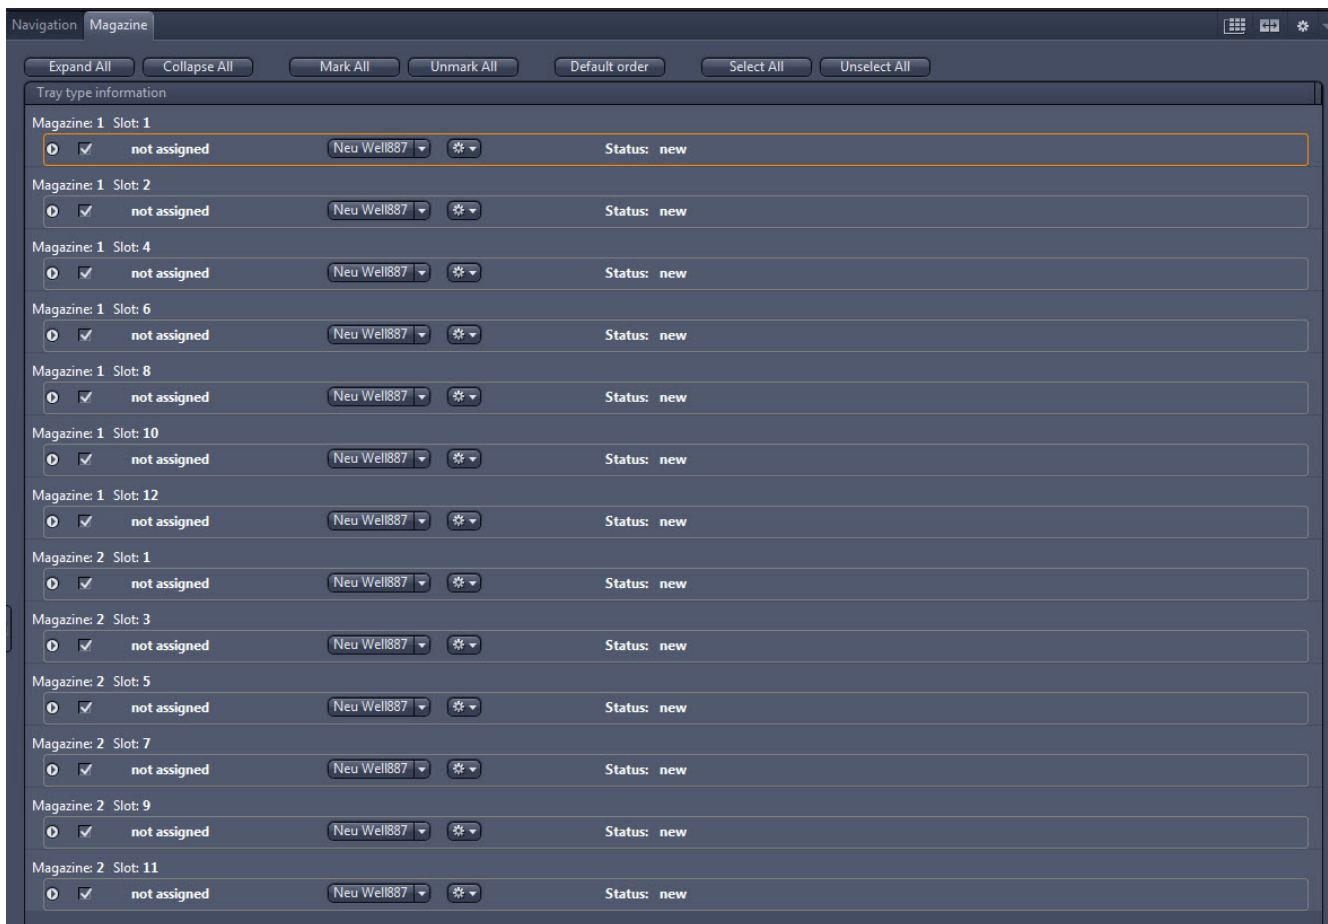 Navigation Magazine
Expand All Collapse All Mark All Unmark All Default order Select All Unselect All
Tray type information
Magazine: 1 Slot: 1
not assigned Neu Well887 Status: new
Magazine: 1 Slot: 2
not assigned Neu Well887 Status: new
Magazine: 1 Slot: 4
not assigned Neu Well887 Status: new
Magazine: 1 Slot: 6
not assigned Neu Well887 Status: new
Magazine: 1 Slot: 8
not assigned Neu Well887 Status: new
Magazine: 1 Slot: 10
not assigned Neu Well887 Status: new
Magazine: 1 Slot: 12
not assigned Neu Well887 Status: new
Magazine: 2 Slot: 1
not assigned Neu Well887 Status: new
Magazine: 2 Slot: 3
not assigned Neu Well887 Status: new
Magazine: 2 Slot: 5
not assigned Neu Well887 Status: new
Magazine: 2 Slot: 7
not assigned Neu Well887 Status: new
Magazine: 2 Slot: 9
not assigned Neu Well887 Status: new
Magazine: 2 Slot: 11
not assigned Neu Well887 Status: new